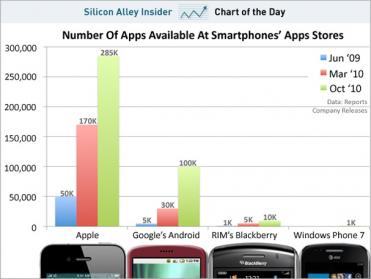 Silicon Alley Insider Chart of the Day
Number Of Apps Available At Smartphones' Apps Stores
300,000
250,000
200,000
150,000
100,000
50,000
0
Jun '09
Mar '10
Oct '10
Data: Reports
Company Releases
50K 170K 285K
5K 30K 100K
1K 5K 10K
1K
Apple Google's Android RIM's Blackberry Windows Phone 7
BlackBerry